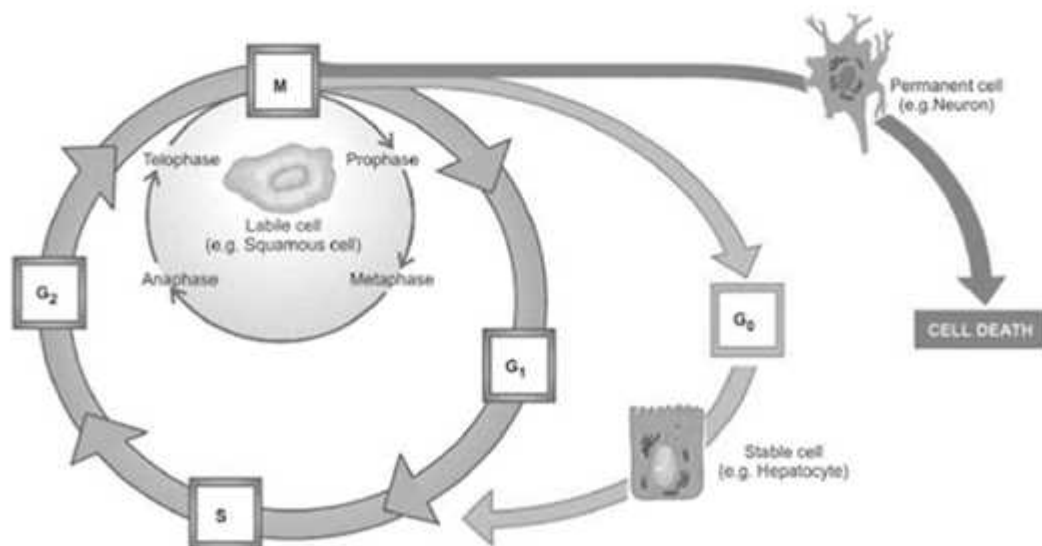 M
Permanent cell
(e.g.Neuron)
Telophase
Prophase
Labile cell
(e.g. Squamous cell)
Anaphase
Metaphase
G₂
G₀
CELL DEATH
G₁
Stable cell
(e.g. Hepatocyte)
S